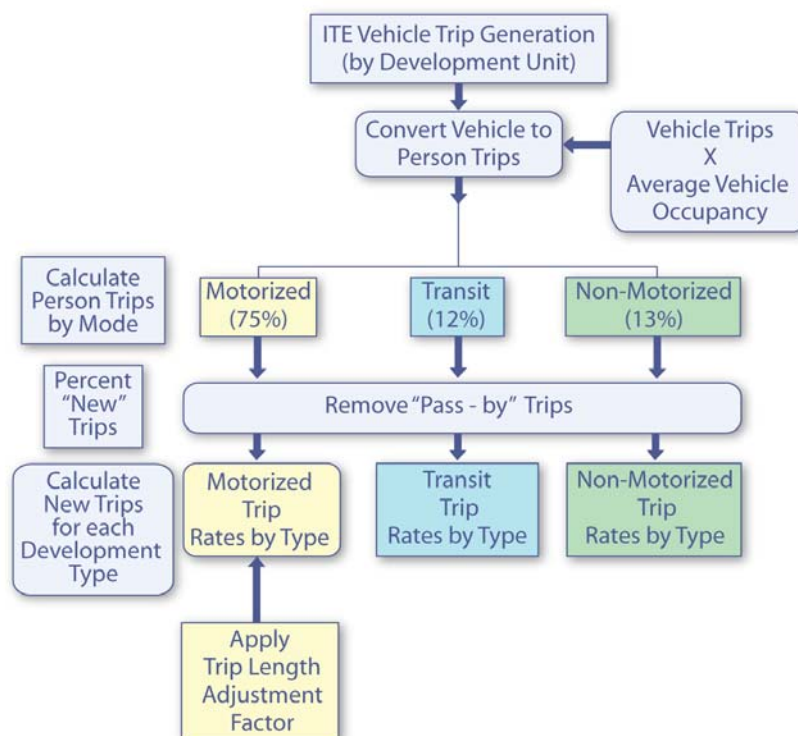 ITE Vehicle Trip Generation
(by Development Unit)
Convert Vehicle to
Person Trips
Vehicle Trips
X
Average Vehicle
Occupancy
Calculate
Person Trips
by Mode
Motorized
(75%)
Transit
(12%)
Non-Motorized
(13%)
Percent
"New"
Trips
Remove "Pass - by" Trips
Calculate
New Trips
for each
Development
Type
Motorized
Trip
Rates by Type
Transit
Trip
Rates by Type
Non-Motorized
Trip
Rates by Type
Apply
Trip Length
Adjustment
Factor